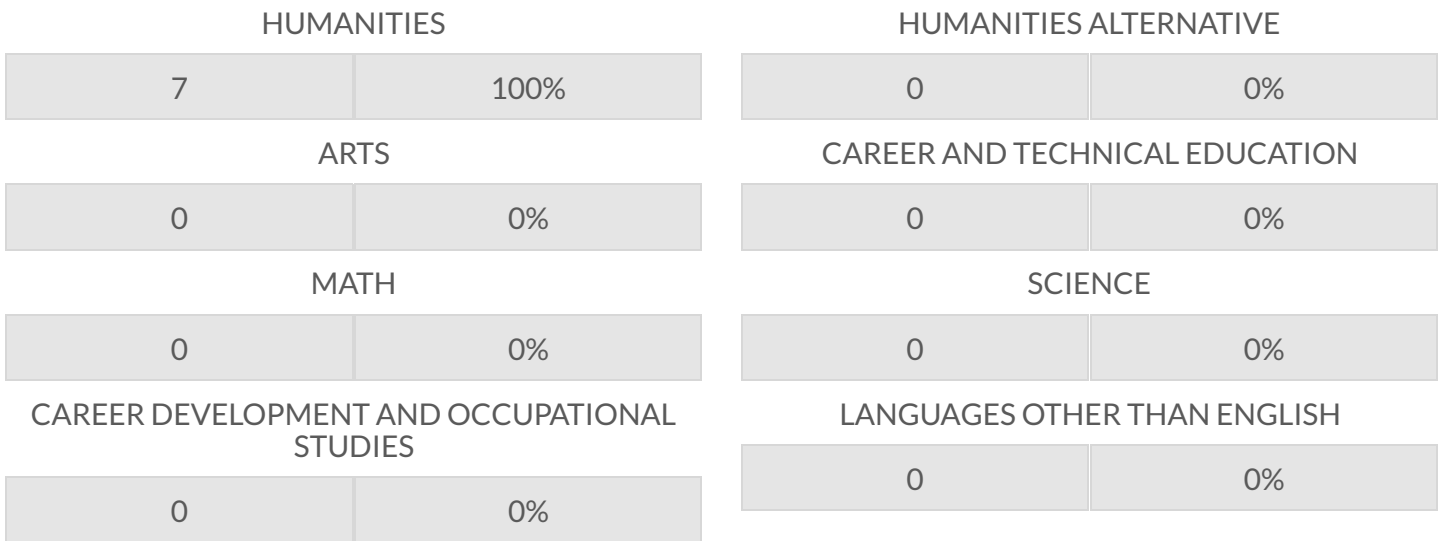 HUMANITIES
HUMANITIES ALTERNATIVE
7 100%
0 0%
ARTS
CAREER AND TECHNICAL EDUCATION
0 0%
0 0%
MATH
SCIENCE
0 0%
0 0%
CAREER DEVELOPMENT AND OCCUPATIONAL
STUDIES
LANGUAGES OTHER THAN ENGLISH
0 0%
0 0%